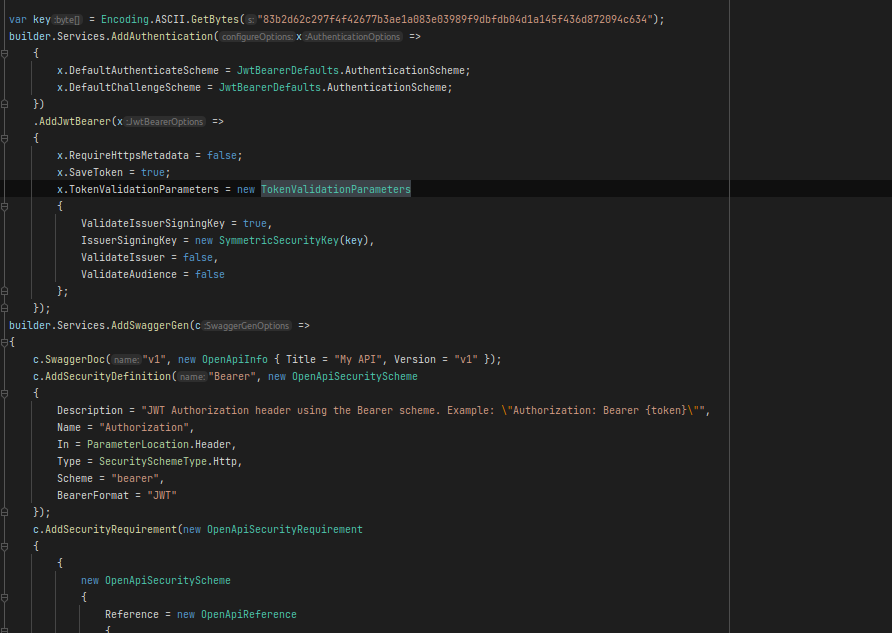 var key :byte[] = Encoding.ASCII.GetBytes( s: "83b2d62c297f4f42677b3ae1a083e03989f9dbfdb04d1a145f436d872094c634");
builder.Services.AddAuthentication( configureOptions: x :AuthenticationOptions =>
{
x.DefaultAuthenticateScheme = JwtBearerDefaults.AuthenticationScheme;
x.DefaultChallengeScheme = JwtBearerDefaults.AuthenticationScheme;
})
.AddJwtBearer(x :JwtBearerOptions =>
{
x.RequireHttpsMetadata = false;
x.SaveToken = true;
x.TokenValidationParameters = new TokenValidationParameters
{
ValidateIssuerSigningKey = true,
IssuerSigningKey = new SymmetricSecurityKey(key),
ValidateIssuer = false,
ValidateAudience = false
};
});
builder.Services.AddSwaggerGen(c :SwaggerGenOptions =>
{
c.SwaggerDoc( name: "v1", new OpenApiInfo { Title = "My API", Version = "v1" });
c.AddSecurityDefinition( name: "Bearer", new OpenApiSecurityScheme
{
Description = "JWT Authorization header using the Bearer scheme. Example: \"Authorization: Bearer {token}\"",
Name = "Authorization",
In = ParameterLocation.Header,
Type = SecuritySchemeType.Http,
Scheme = "bearer",
BearerFormat = "JWT"
});
c.AddSecurityRequirement(new OpenApiSecurityRequirement
{
{
new OpenApiSecurityScheme
{
Reference = new OpenApiReference
{